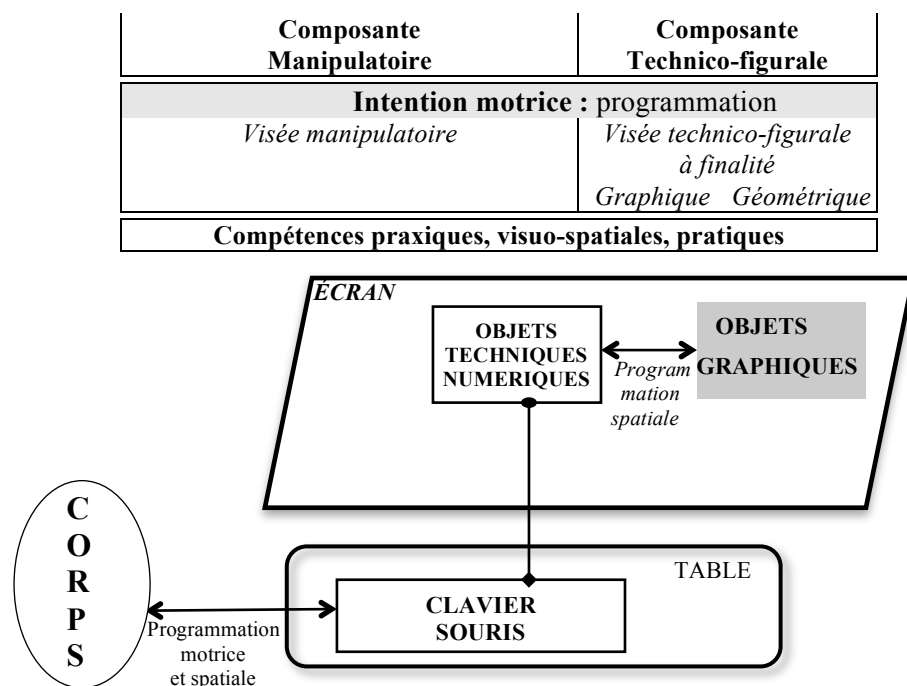 Composante
Manipulatoire
Composante
Technico-figurale
Intention motrice : programmation
Visée manipulatoire
Visée technico-figurale
à finalité
Graphique Géométrique
Compétences praxiques, visuo-spatiales, pratiques
ÉCRAN
OBJETS
TECHNIQUES
NUMERIQUES
Program
mation
spatiale
OBJETS
GRAPHIQUES
C
O
R
P
S
Programmation
motrice
et spatiale
TABLE
CLAVIER
SOURIS